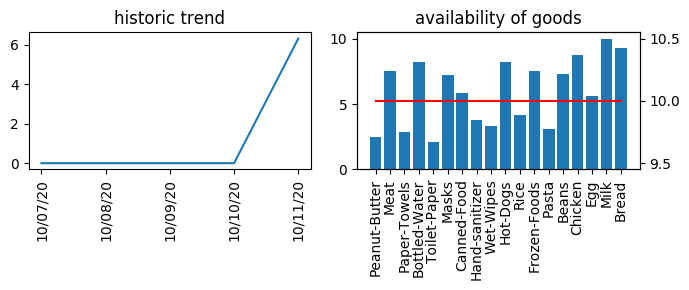 historic trend
6
4
2
0
10/07/20
10/08/20
10/09/20
10/10/20
10/11/20
availability of goods
10
5
0
10.5
10.0
9.5
Peanut-Butter
Meat
Paper-Towels
Bottled-Water
Toilet-Paper
Masks
Canned-Food
Hand-sanitizer
Wet-Wipes
Hot-Dogs
Rice
Frozen-Foods
Pasta
Beans
Chicken
Egg
Milk
Bread